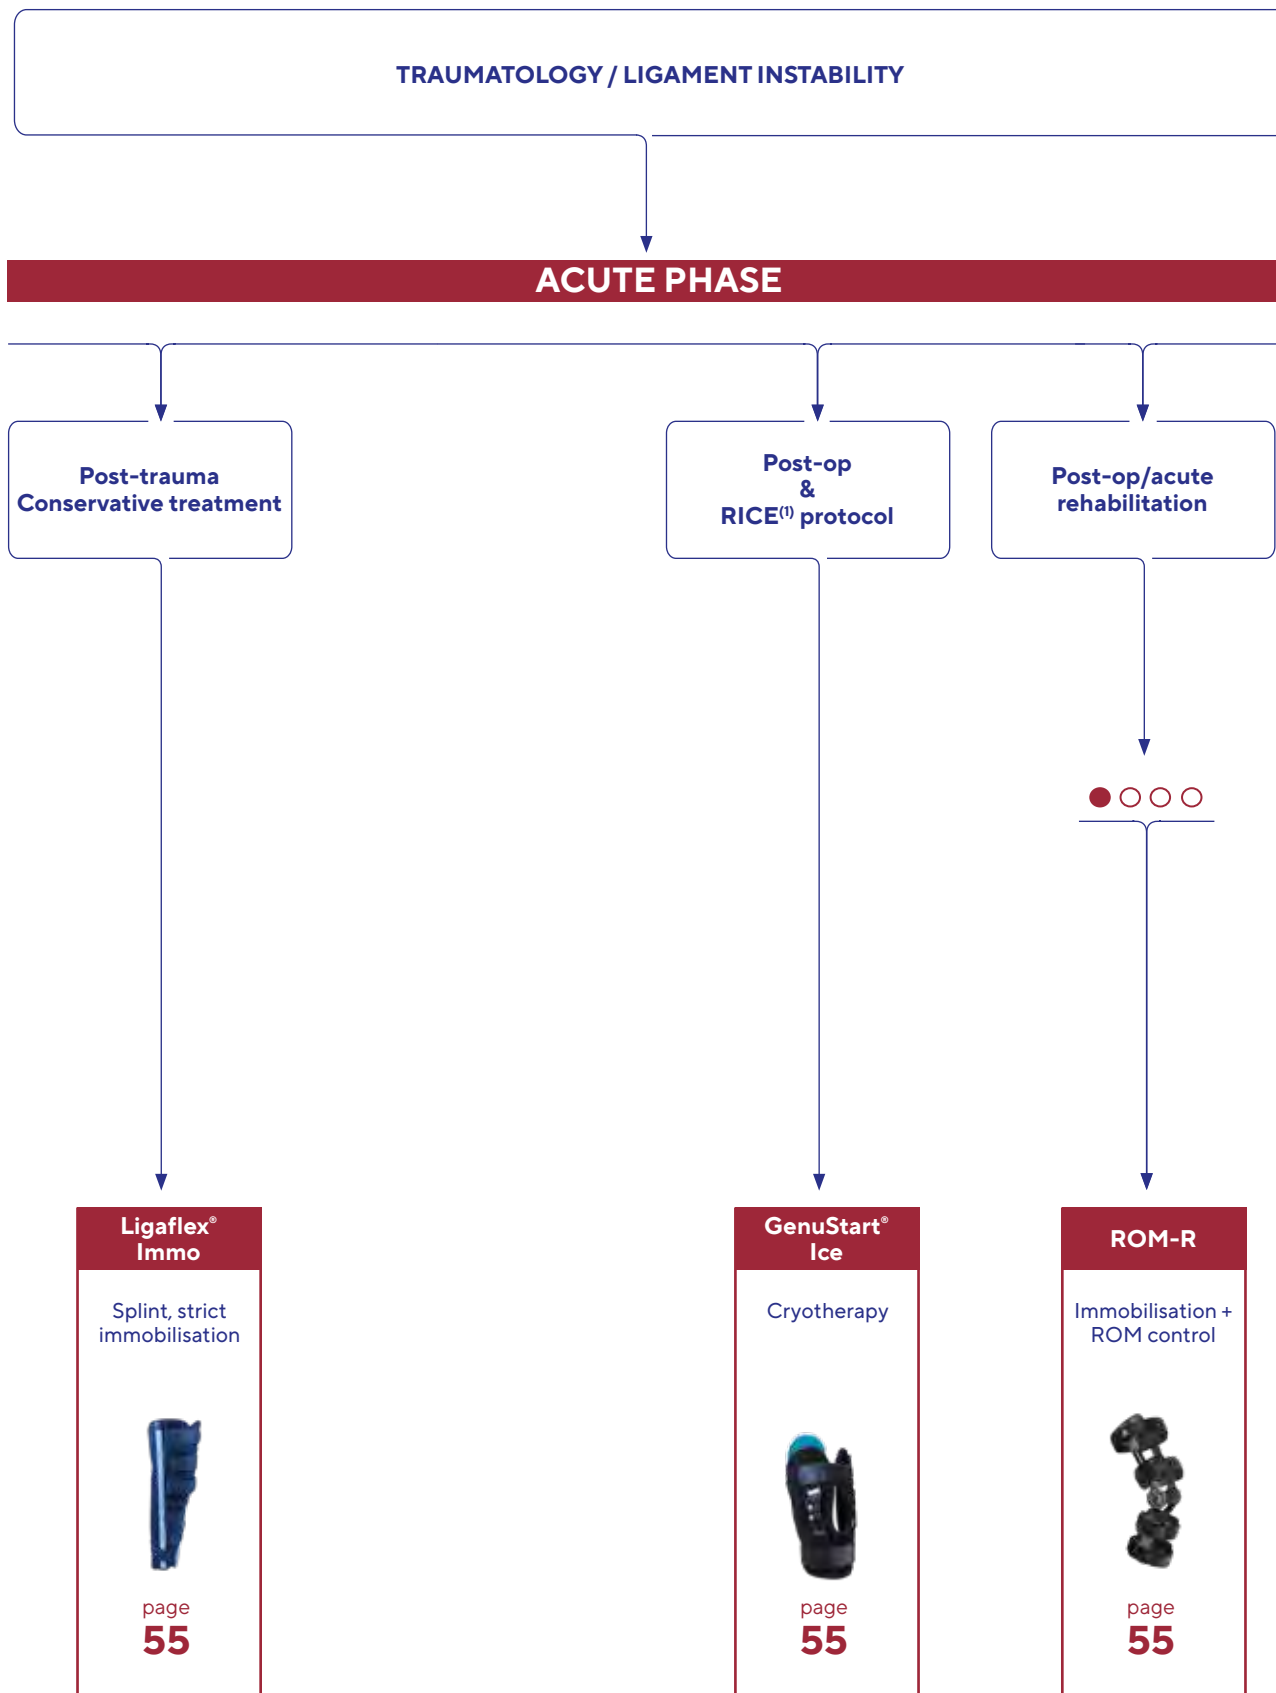 TRAUMATOLOGY / LIGAMENT INSTABILITY
ACUTE PHASE
Post-trauma
Conservative treatment
Post-op
&
RICE(1) protocol
Post-op/acute
rehabilitation
Ligaflex®
Immo
Splint, strict
immobilisation
page
55
GenuStart®
Ice
Cryotherapy
page
55
ROM-R
Immobilisation +
ROM control
page
55